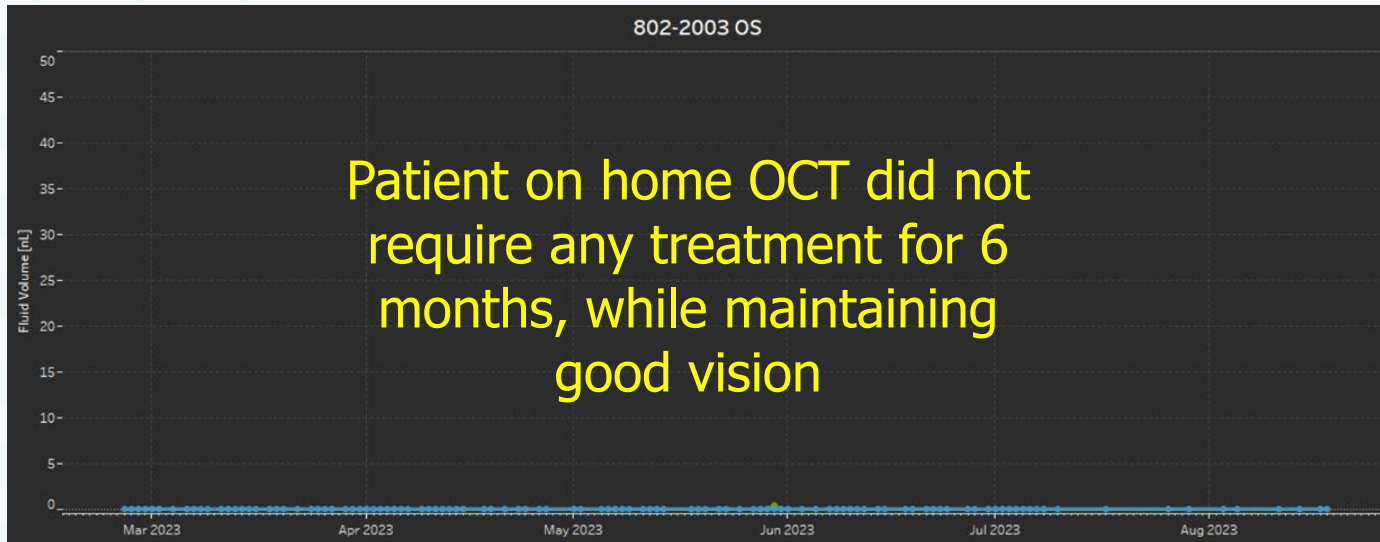 802-2003 OS
50
45
40
35
30
25
20
15
10
5
0
Fluid Volume [nL]
Patient on home OCT did not
require any treatment for 6
months, while maintaining
good vision
Mar 2023 Apr 2023 May 2023 Jun 2023 Jul 2023 Aug 2023